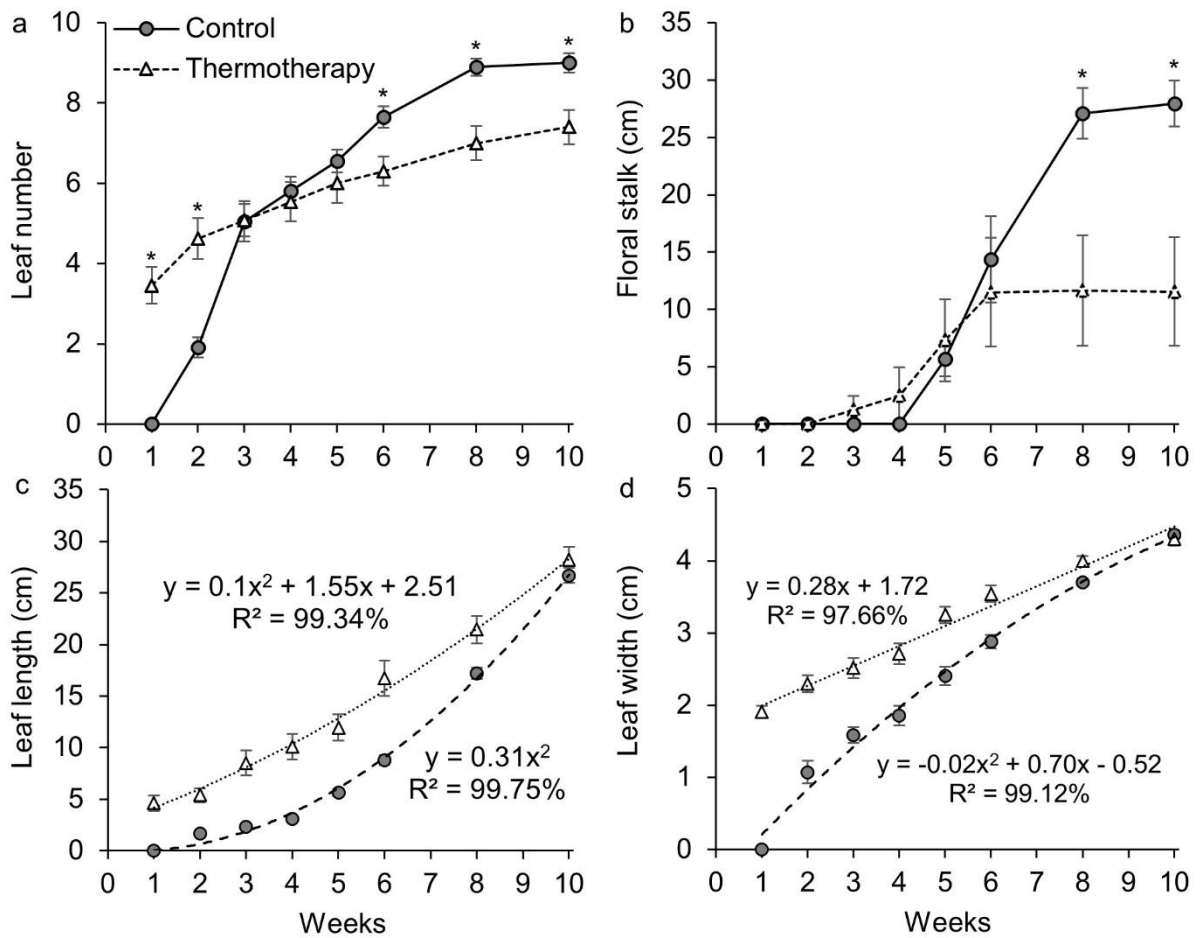 a
Control
Thermotherapy
* * * * *
Leaf number
10
8
6
4
2
0
0 1 2 3 4 5 6 7 8 9 10
b
* *
Floral stalk (cm)
35
30
25
20
15
10
5
0
0 1 2 3 4 5 6 7 8 9 10
c
y = 0.1x² + 1.55x + 2.51
R² = 99.34%
y = 0.31x²
R² = 99.75%
Leaf length (cm)
35
30
25
20
15
10
5
0
0 1 2 3 4 5 6 7 8 9 10
Weeks
d
y = 0.28x + 1.72
R² = 97.66%
y = -0.02x² + 0.70x - 0.52
R² = 99.12%
Leaf width (cm)
5
4
3
2
1
0
0 1 2 3 4 5 6 7 8 9 10
Weeks